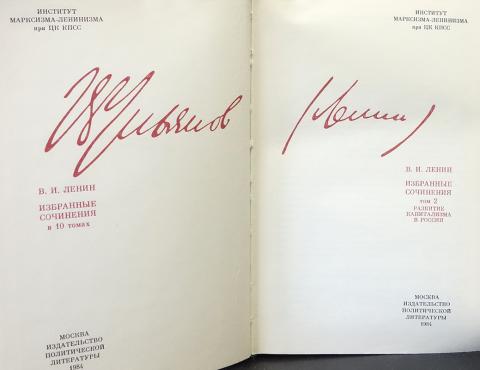 ИНСТИТУТ
МАРКСИЗМА-ЛЕНИНИЗМА
при ЦК КПСС
В Ульянов
В. И. ЛЕНИН
ИЗБРАННЫЕ
СОЧИНЕНИЯ
в 10 томах
МОСКВА
ИЗДАТЕЛЬСТВО
ПОЛИТИЧЕСКОЙ
ЛИТЕРАТУРЫ
1984
ИНСТИТУТ
МАРКСИЗМА-ЛЕНИНИЗМА
при ЦК КПСС
(Ленин)
В. И. ЛЕНИН
ИЗБРАННЫЕ
СОЧИНЕНИЯ
том 2
РАЗВИТИЕ
КАПИТАЛИЗМА
В РОССИИ
МОСКВА
ИЗДАТЕЛЬСТВО
ПОЛИТИЧЕСКОЙ
ЛИТЕРАТУРЫ
1984